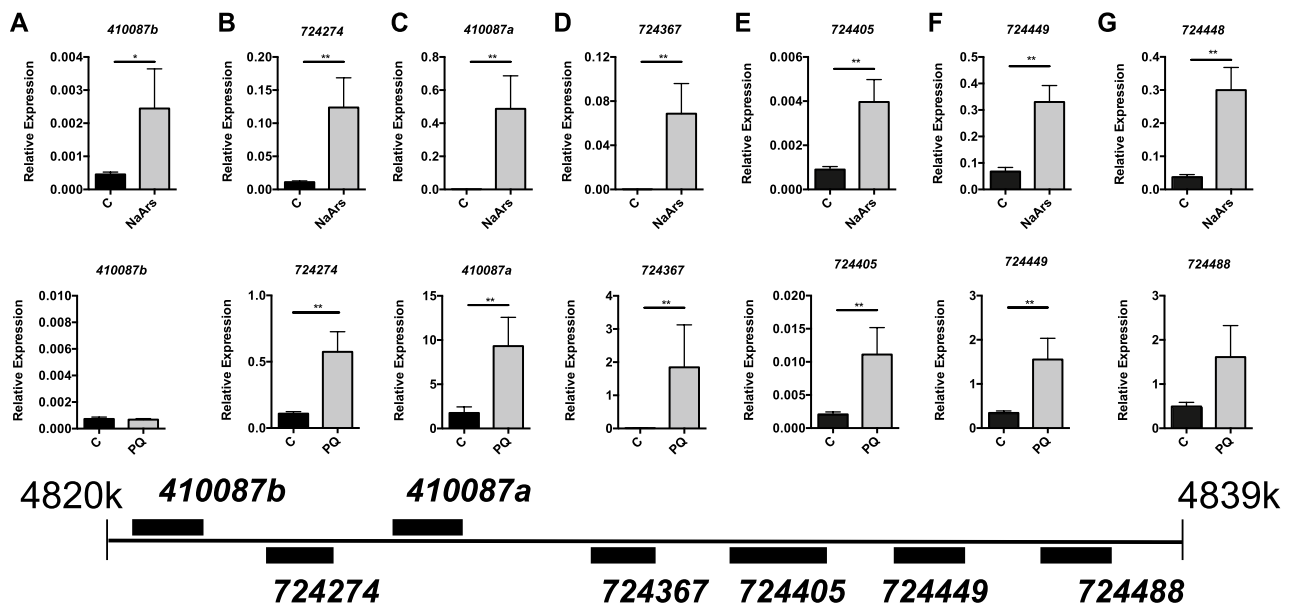 A
410087b
Relative Expression
0.004
0.003
0.002
0.001
0.000
*
C
NaArs
B
724274
Relative Expression
0.20
0.15
0.10
0.05
0.00
**
C
NaArs
C
410087a
Relative Expression
0.8
0.6
0.4
0.2
0.0
**
C
NaArs
D
724367
Relative Expression
0.12
0.08
0.04
0.00
**
C
NaArs
E
724405
Relative Expression
0.006
0.004
0.002
0.000
**
C
NaArs
F
724449
Relative Expression
0.5
0.4
0.3
0.2
0.1
0.0
**
C
NaArs
G
724448
Relative Expression
0.4
0.3
0.2
0.1
0.0
**
C
NaArs
410087b
Relative Expression
0.010
0.008
0.006
0.004
0.002
0.000
C
PQ
724274
Relative Expression
1.0
0.5
0.0
**
C
PQ
410087a
Relative Expression
15
10
5
0
**
C
PQ
724367
Relative Expression
4
3
2
1
0
**
C
PQ
724405
Relative Expression
0.020
0.015
0.010
0.005
0.000
**
C
PQ
724449
Relative Expression
3
2
1
0
**
C
PQ
724488
Relative Expression
3
2
1
0
C
PQ
4820k
410087b
410087a
4839k
724274
724367
724405
724449
724488